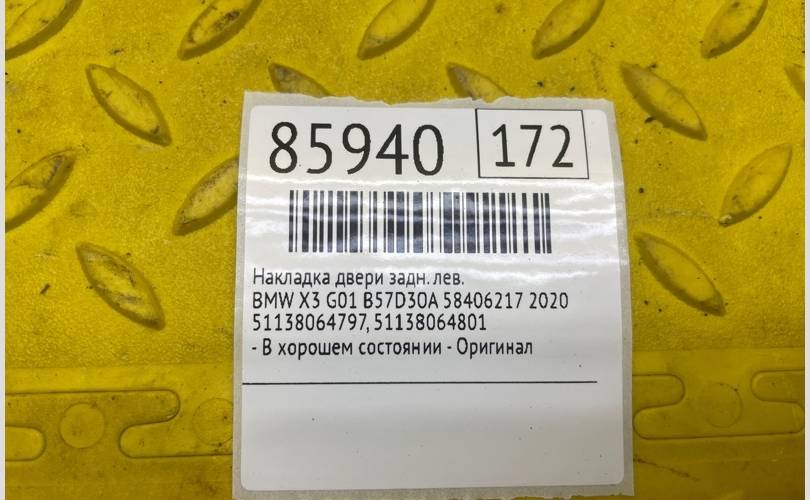 85940 172
Накладка двери задн. лев.
BMW X3 G01 B57D30A 58406217 2020
51138064797, 51138064801
- В хорошем состоянии - Оригинал